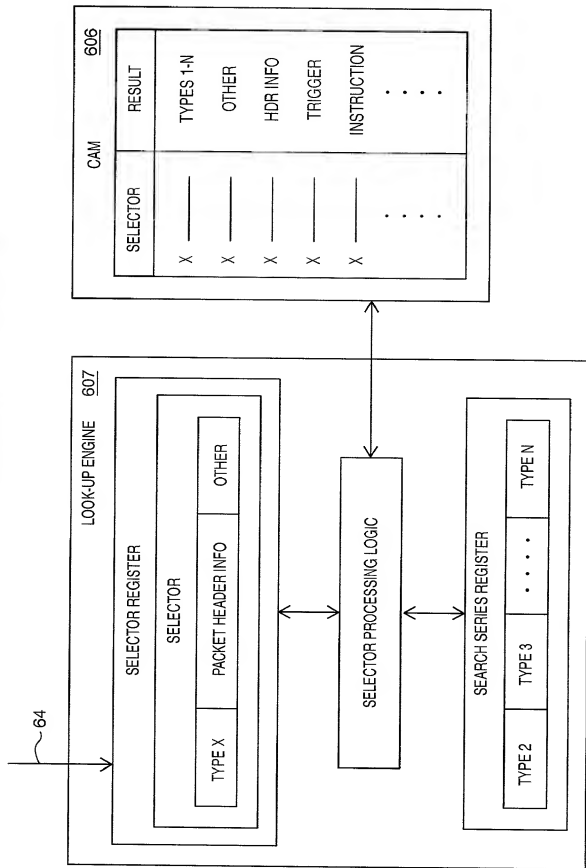 64
LOOK-UP ENGINE 607
SELECTOR REGISTER
SELECTOR
TYPE X PACKET HEADER INFO OTHER
SELECTOR PROCESSING LOGIC
SEARCH SERIES REGISTER
TYPE 2 TYPE 3 . . . . . TYPE N
CAM 606
SELECTOR RESULT
X TYPES 1-N
X OTHER
X HDR INFO
X TRIGGER
X INSTRUCTION
. . . . . . . .